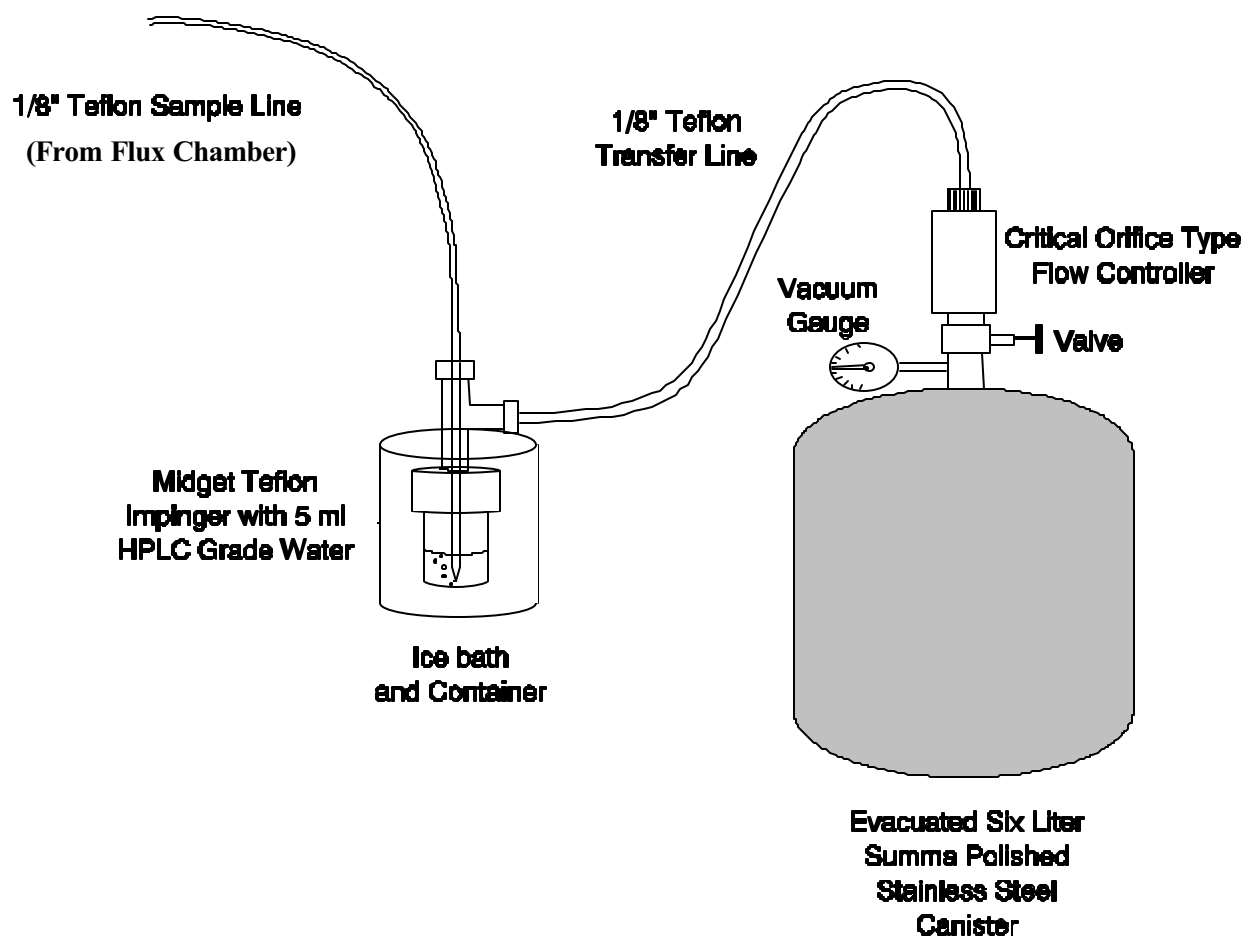 1/8" Teflon Sample Line
(From Flux Chamber)
1/8" Teflon
Transfer Line
Critical Orifice Type
Flow Controller
Vacuum
Gauge
Valve
Midget Teflon
Impinger with 5 ml
HPLC Grade Water
Ice bath
and Container
Evacuated Six Liter
Summa Polished
Stainless Steel
Canister